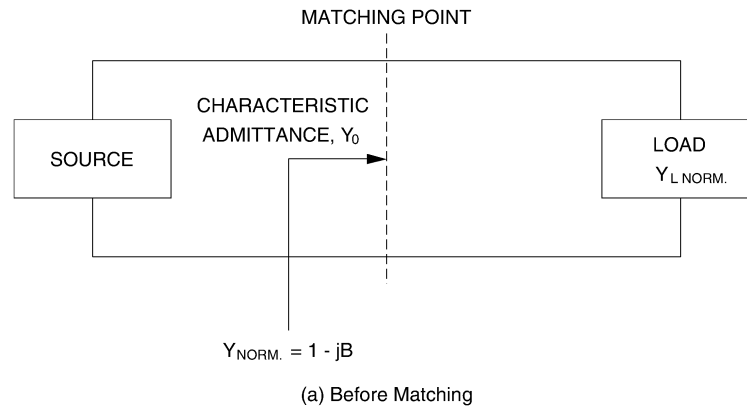 MATCHING POINT
CHARACTERISTIC
ADMITTANCE, Y0
SOURCE
LOAD
YL NORM.
YNORM. = 1 - jB
(a) Before Matching